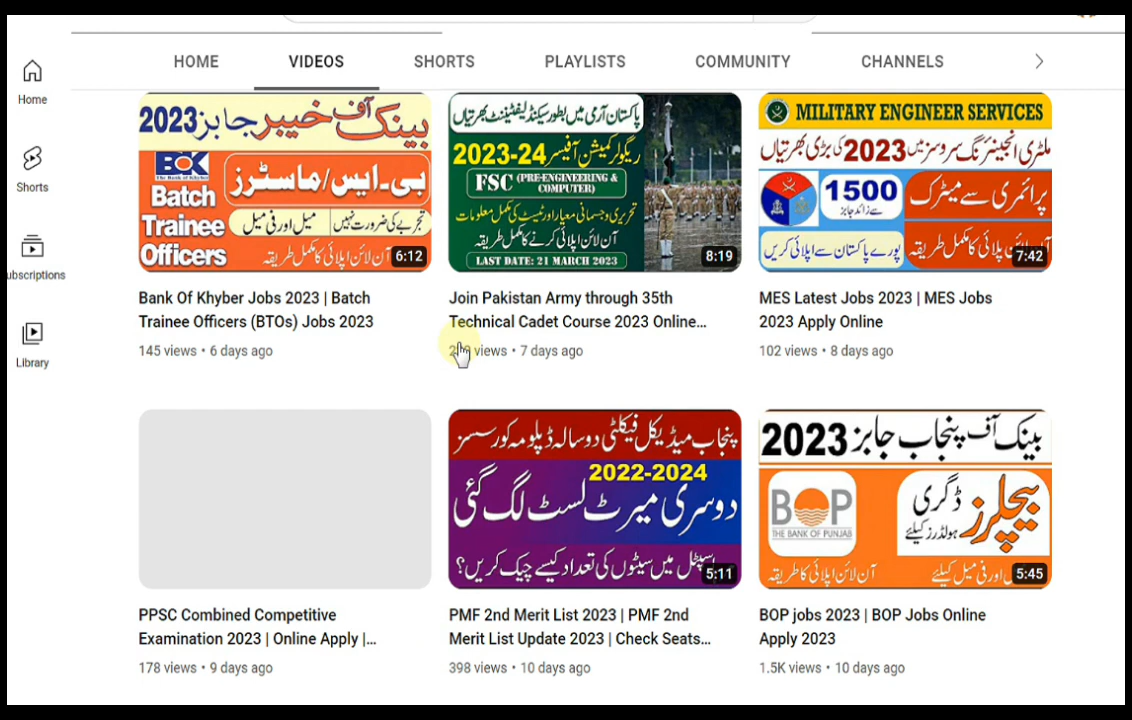 HOME VIDEOS SHORTS PLAYLISTS COMMUNITY CHANNELS
Home
Shorts
ubscriptions
Library
بینک آف خیبر جابز 2023
BOK
The Bank of Khyber
Batch
Trainee
Officers
بی۔ایس/ماسٹرز
تجربے کی ضرورت نہیں
میل اور فی میل
آن لائن اپلائی کا مکمل طریقہ
6:12
Bank Of Khyber Jobs 2023 | Batch
Trainee Officers (BTOs) Jobs 2023
145 views • 6 days ago
پاکستان آرمی میں بطور سیکنڈ لیفٹیننٹ بھرتیاں
ریگولر کمیشن آفیسر 2023-24
FSC (PRE-ENGINEERING & COMPUTER)
تحریری و جسمانی معیار اور ٹیسٹ کی مکمل معلومات
آن لائن اپلائی کرنے کا مکمل طریقہ
LAST DATE: 21 MARCH 2023
8:19
Join Pakistan Army through 35th
Technical Cadet Course 2023 Online...
views • 7 days ago
MILITARY ENGINEER SERVICES
ملٹری انجینئرنگ سروسز میں 2023 کی بڑی بھرتیاں
1500
سے زائد جابز
پرائمری سے میٹرک
پورے پاکستان سے اپلائی کریں
اپلائی کا مکمل طریقہ
7:42
MES Latest Jobs 2023 | MES Jobs
2023 Apply Online
102 views • 8 days ago
PPSC Combined Competitive
Examination 2023 | Online Apply |...
178 views • 9 days ago
پنجاب میڈیکل فیکلٹی دو سالہ ڈپلومہ کورسسز
2022-2024
دوسری میرٹ لسٹ لگ گئی
ہسپٹل میں سیٹوں کی تعداد کیسے چیک کریں؟
5:11
PMF 2nd Merit List 2023 | PMF 2nd
Merit List Update 2023 | Check Seats...
398 views • 10 days ago
بینک آف پنجاب جابز 2023
BOP
THE BANK OF PUNJAB
بیچلرز ڈگری
ہولڈرز کیلئے
آن لائن اپلائی کا طریقہ
اور فی میل کیلئے
5:45
BOP jobs 2023 | BOP Jobs Online
Apply 2023
1.5K views • 10 days ago